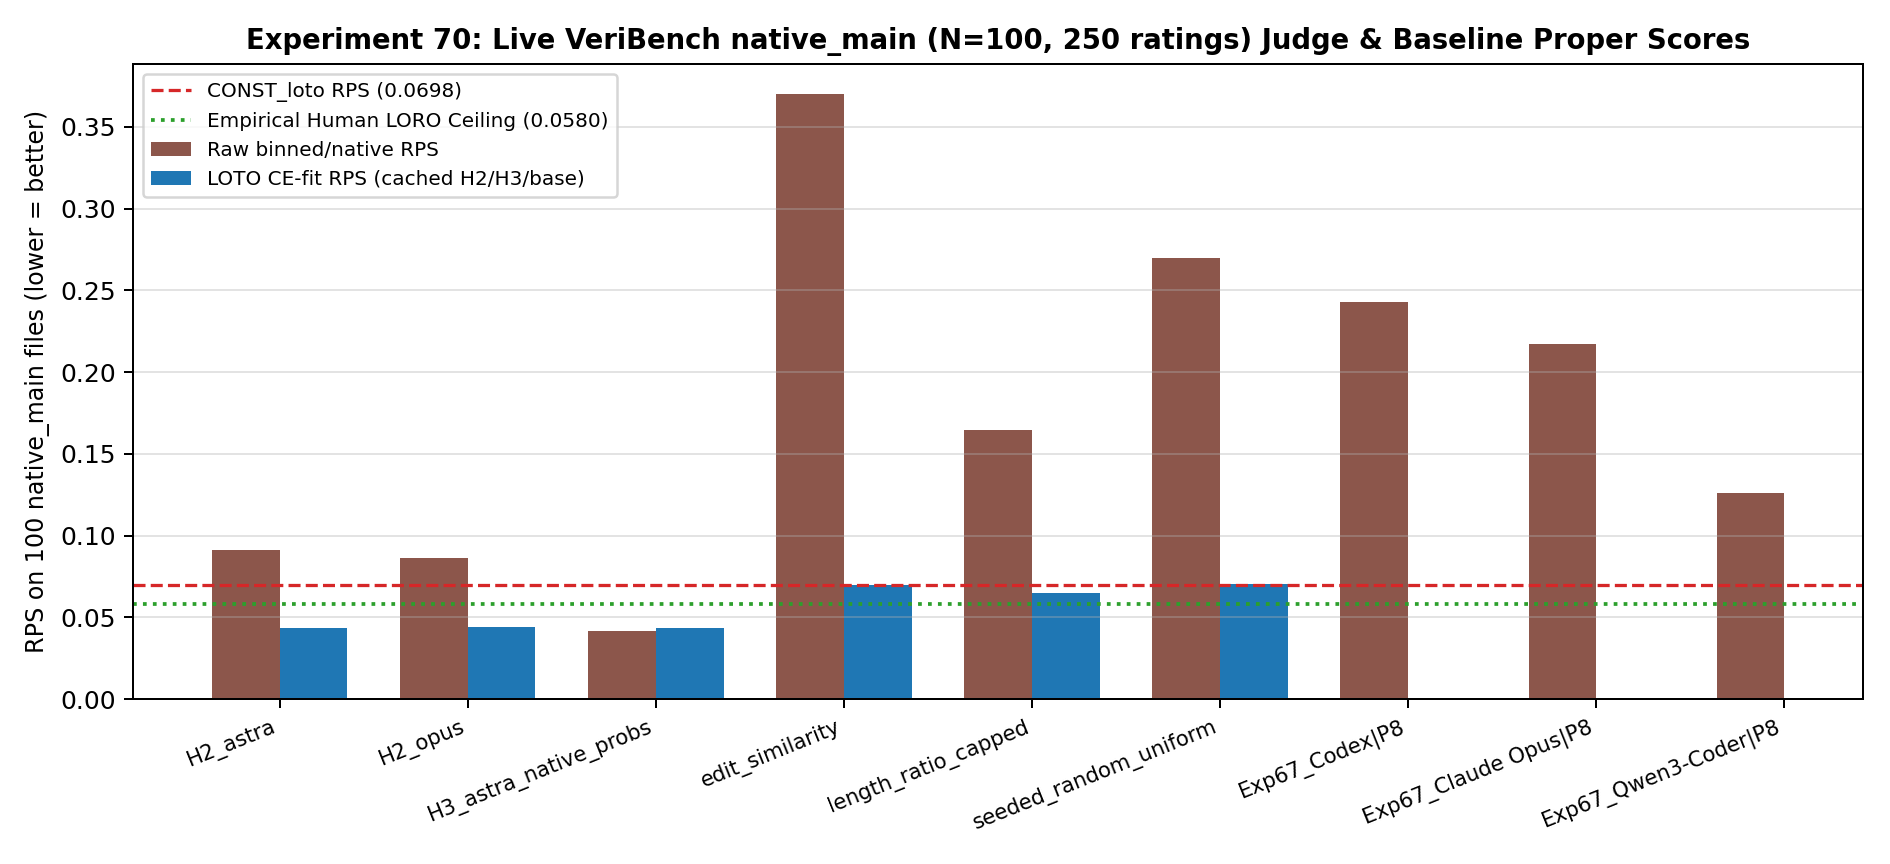 Experiment 70: Live VeriBench native_main (N=100, 250 ratings) Judge & Baseline Proper Scores
CONST_loto RPS (0.0698)
Empirical Human LORO Ceiling (0.0580)
Raw binned/native RPS
LOTO CE-fit RPS (cached H2/H3/base)
RPS on 100 native_main files (lower = better)
0.35
0.30
0.25
0.20
0.15
0.10
0.05
0.00
H2_astra
H2_opus
H3_astra_native_probs
edit_similarity
length_ratio_capped
seeded_random_uniform
Exp67_Codex|P8
Exp67_Claude Opus|P8
Exp67_Qwen3-Coder|P8